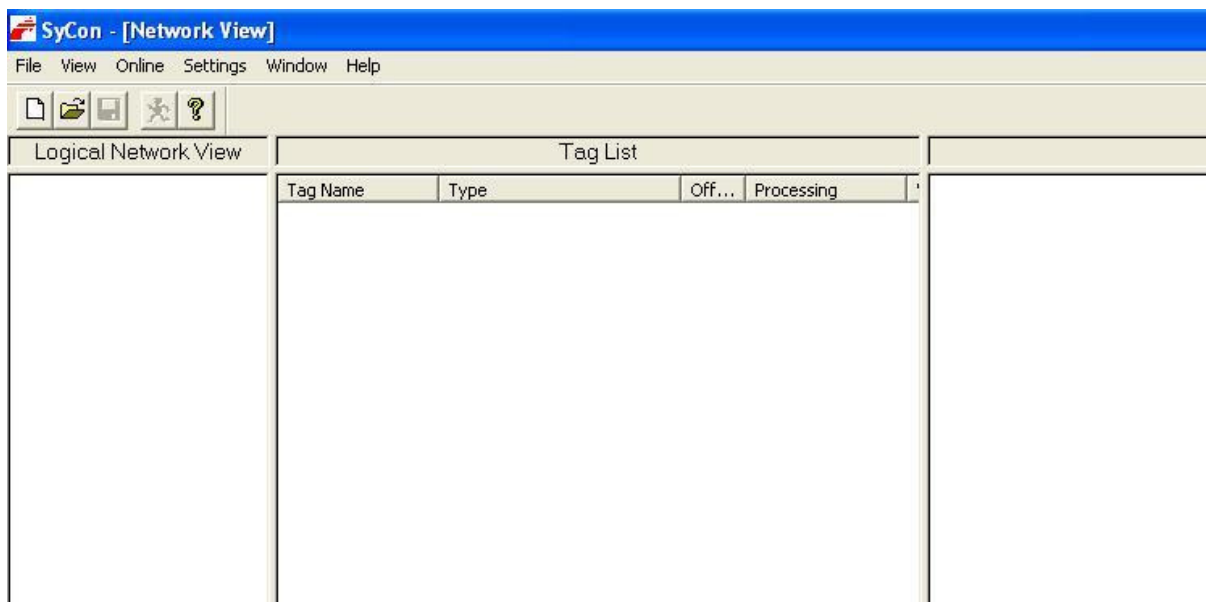 SyCon - [Network View]
File View Online Settings Window Help
Logical Network View Tag List
Tag Name Type Off... Processing